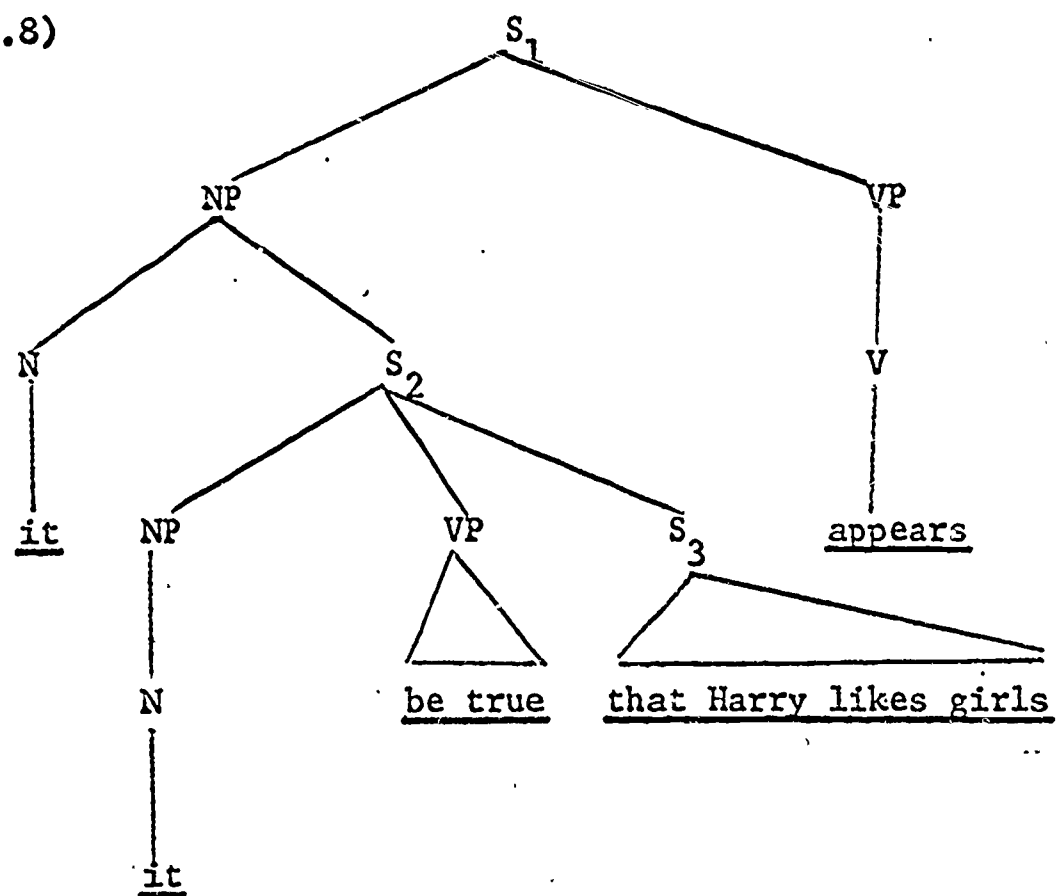 .8)
S1
NP VP
N S2 V
it NP VP S3 appears
N be true that Harry likes girls
it